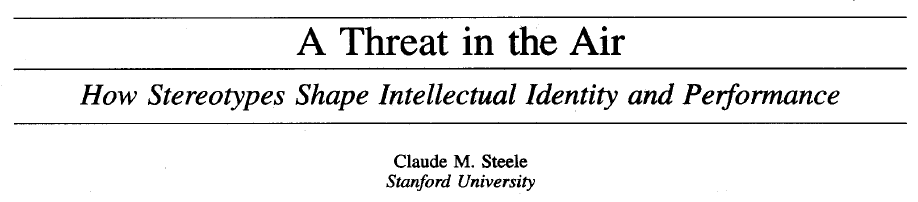 A Threat in the Air
How Stereotypes Shape Intellectual Identity and Performance
Claude M. Steele
Stanford University